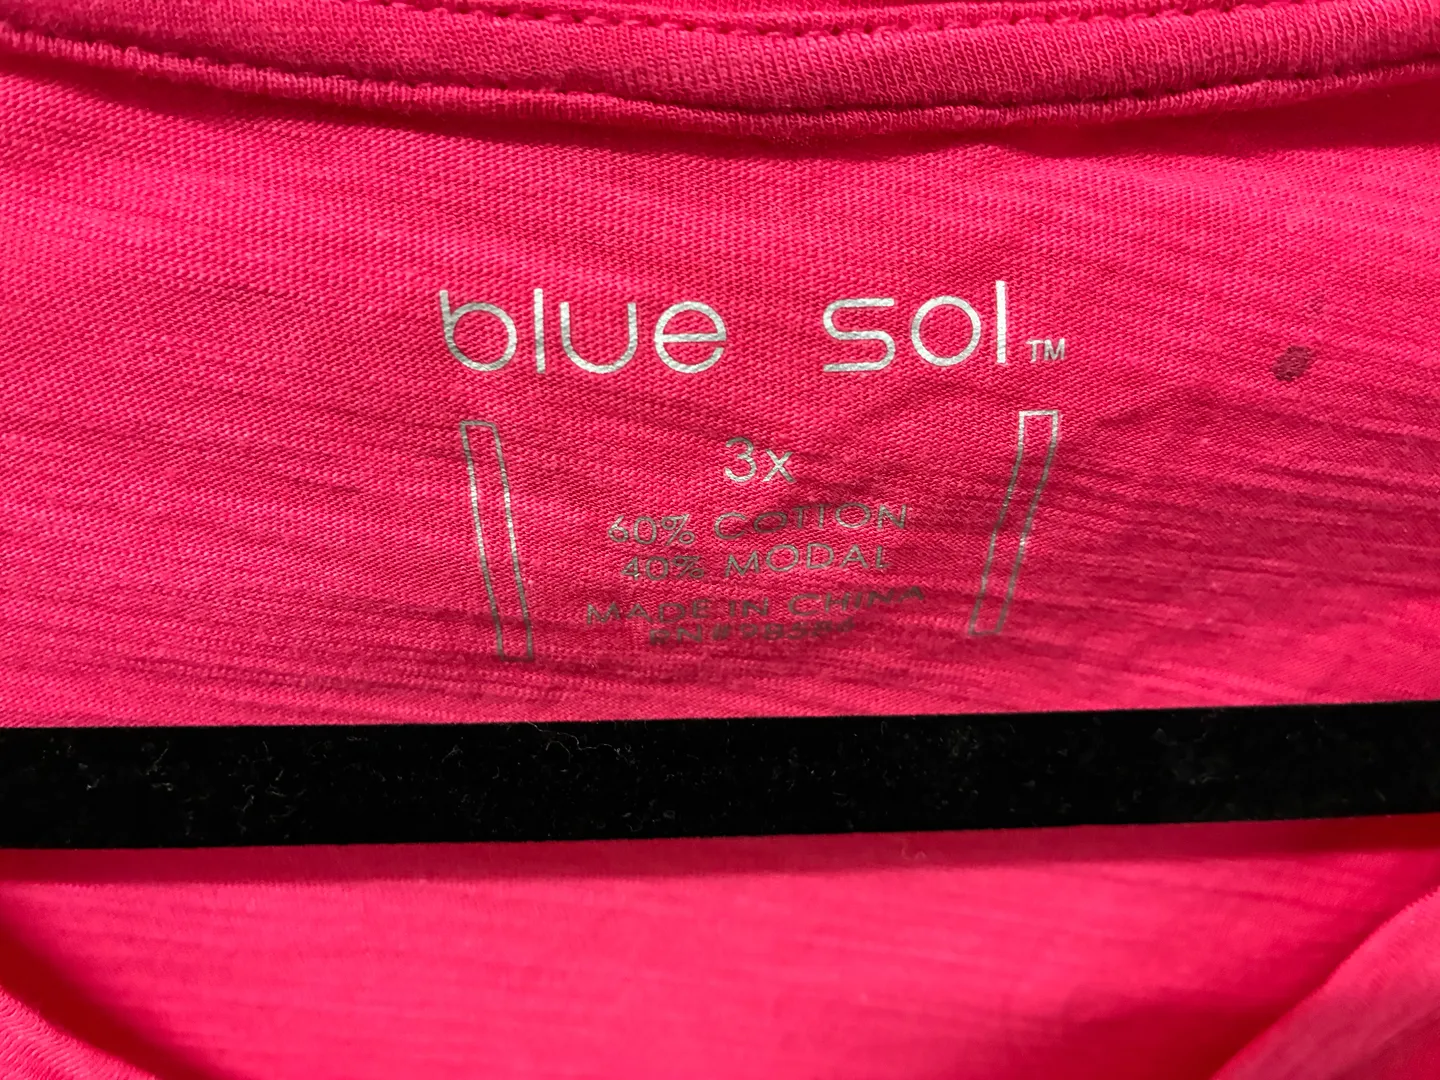 blue sol™
3x
60% COTTON
40% MODAL
MADE IN CHINA